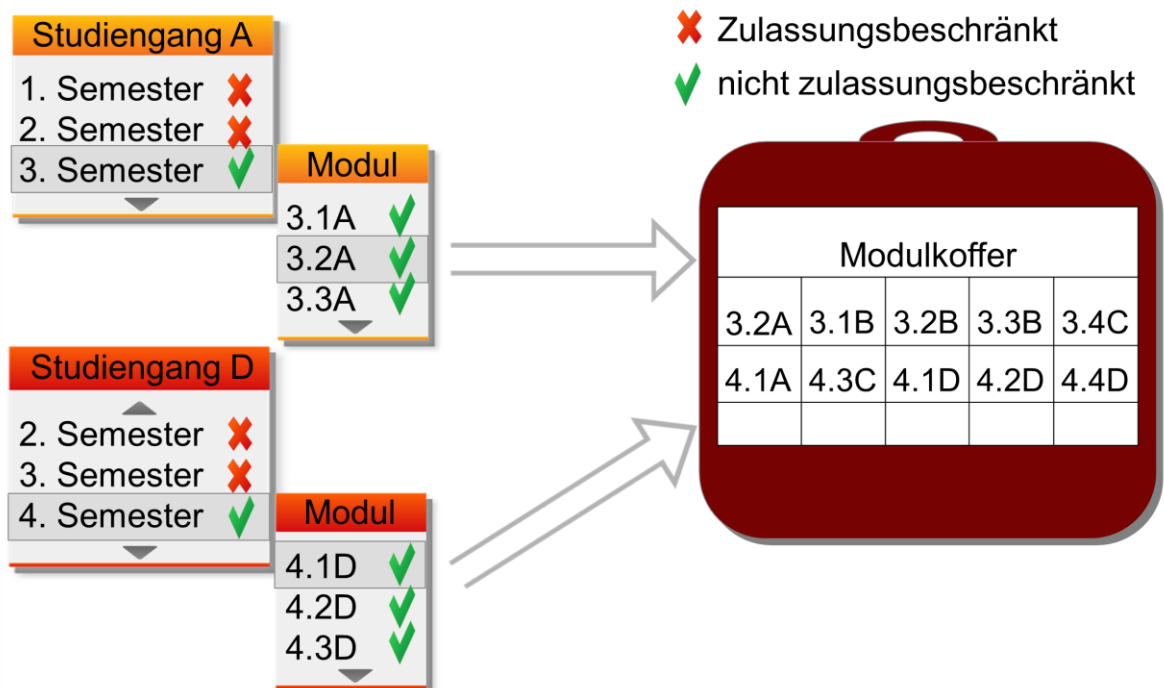 Studiengang A
1. Semester
2. Semester
3. Semester
Modul
3.1A
3.2A
3.3A
Studiengang D
2. Semester
3. Semester
4. Semester
Modul
4.1D
4.2D
4.3D
Zulassungsbeschränkt
nicht zulassungsbeschränkt
Modulkoffer
3.2A 3.1B 3.2B 3.3B 3.4C
4.1A 4.3C 4.1D 4.2D 4.4D